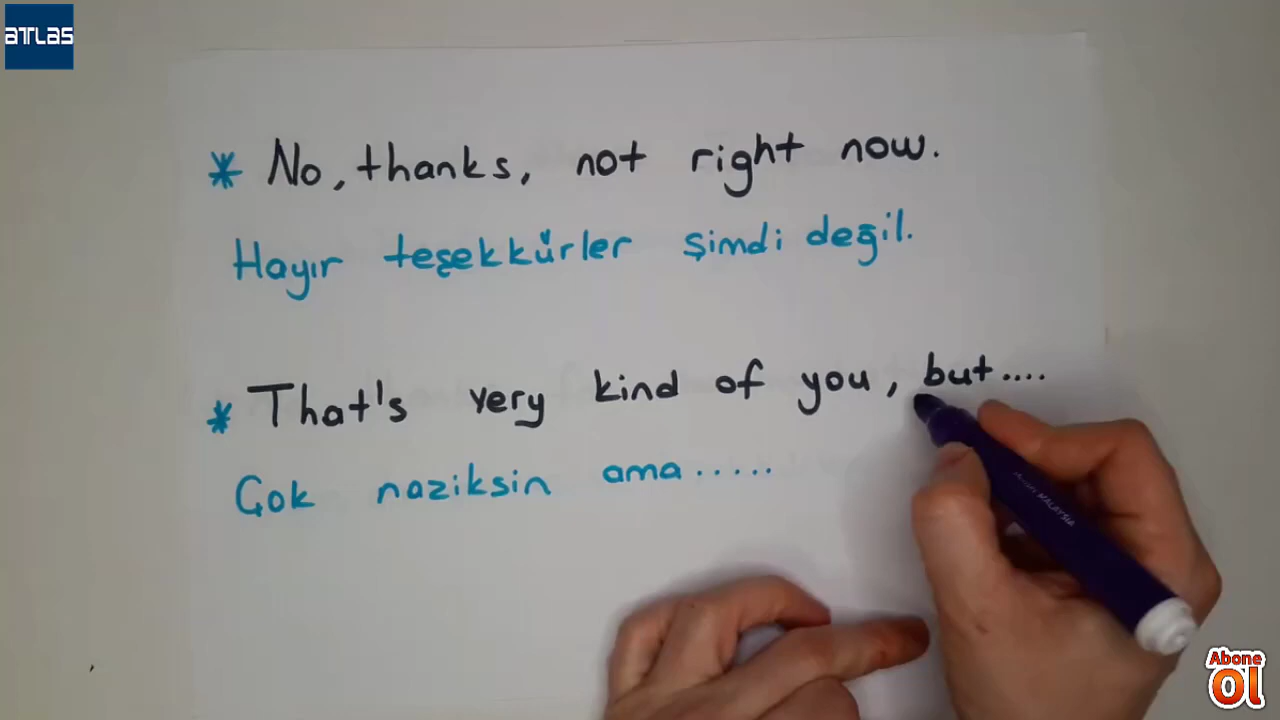 ATLAS
* No, thanks, not right now.
Hayır teşekkürler şimdi değil.
* That's very kind of you, but....
Çok naziksin ama.....
MALAYSIA
Abone
Ol